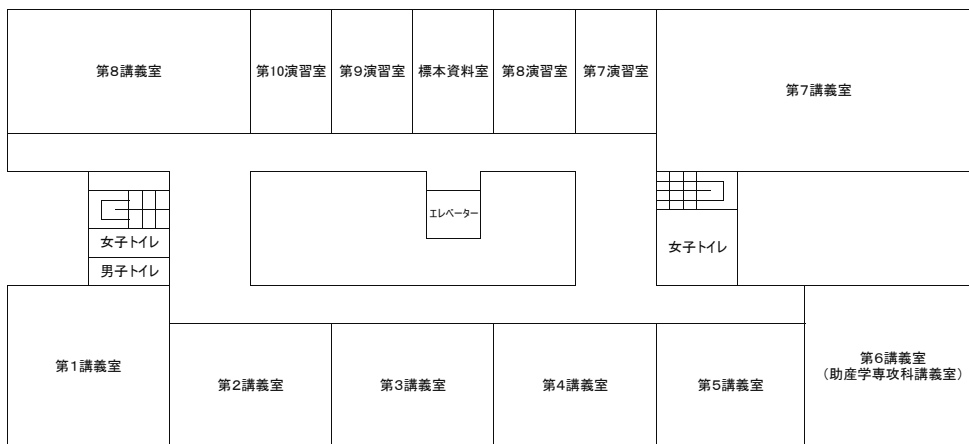 第8講義室
第10演習室
第9演習室
標本資料室
第8演習室
第7演習室
第7講義室
エレベーター
女子トイレ
男子トイレ
女子トイレ
第1講義室
第2講義室
第3講義室
第4講義室
第5講義室
第6講義室
（助産学専攻科講義室）